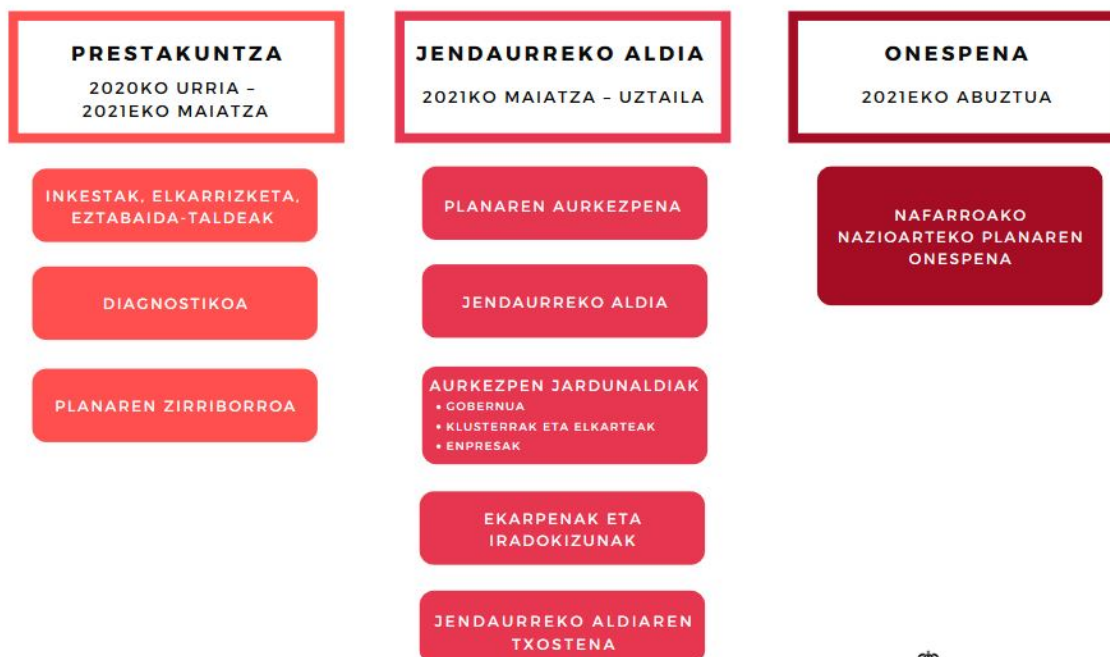 PRESTAKUNTZA
2020KO URRIA –
2021EKO MAIATZA
INKESTAK, ELKARRIZKETA,
EZTABAIDA-TALDEAK
DIAGNOSTIKOA
PLANAREN ZIRRIBORROA
JENDAURREKO ALDIA
2021KO MAIATZA – UZTAILA
PLANAREN AURKEZPENA
JENDAURREKO ALDIA
AURKEZPEN JARDUNALDIAK
• GOBERNUA
• KLUSTERRAK ETA ELKARTEAK
• ENPRESAK
EKARPENAK ETA
IRADOKIZUNAK
JENDAURREKO ALDIAREN
TXOSTENA
ONESPENA
2021EKO ABUZTUA
NAFARROAKO
NAZIOARTEKO PLANAREN
ONESPENA